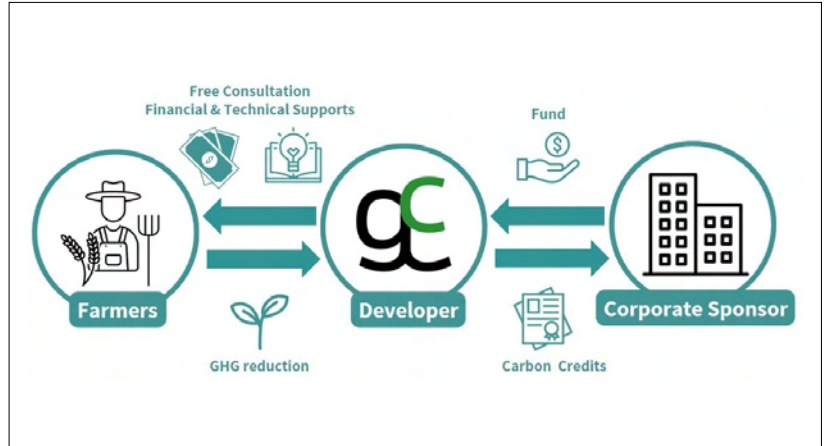 Free Consultation
Financial & Technical Supports
Fund
$
$
gc
Farmers
Developer
Corporate Sponsor
GHG reduction
Carbon Credits